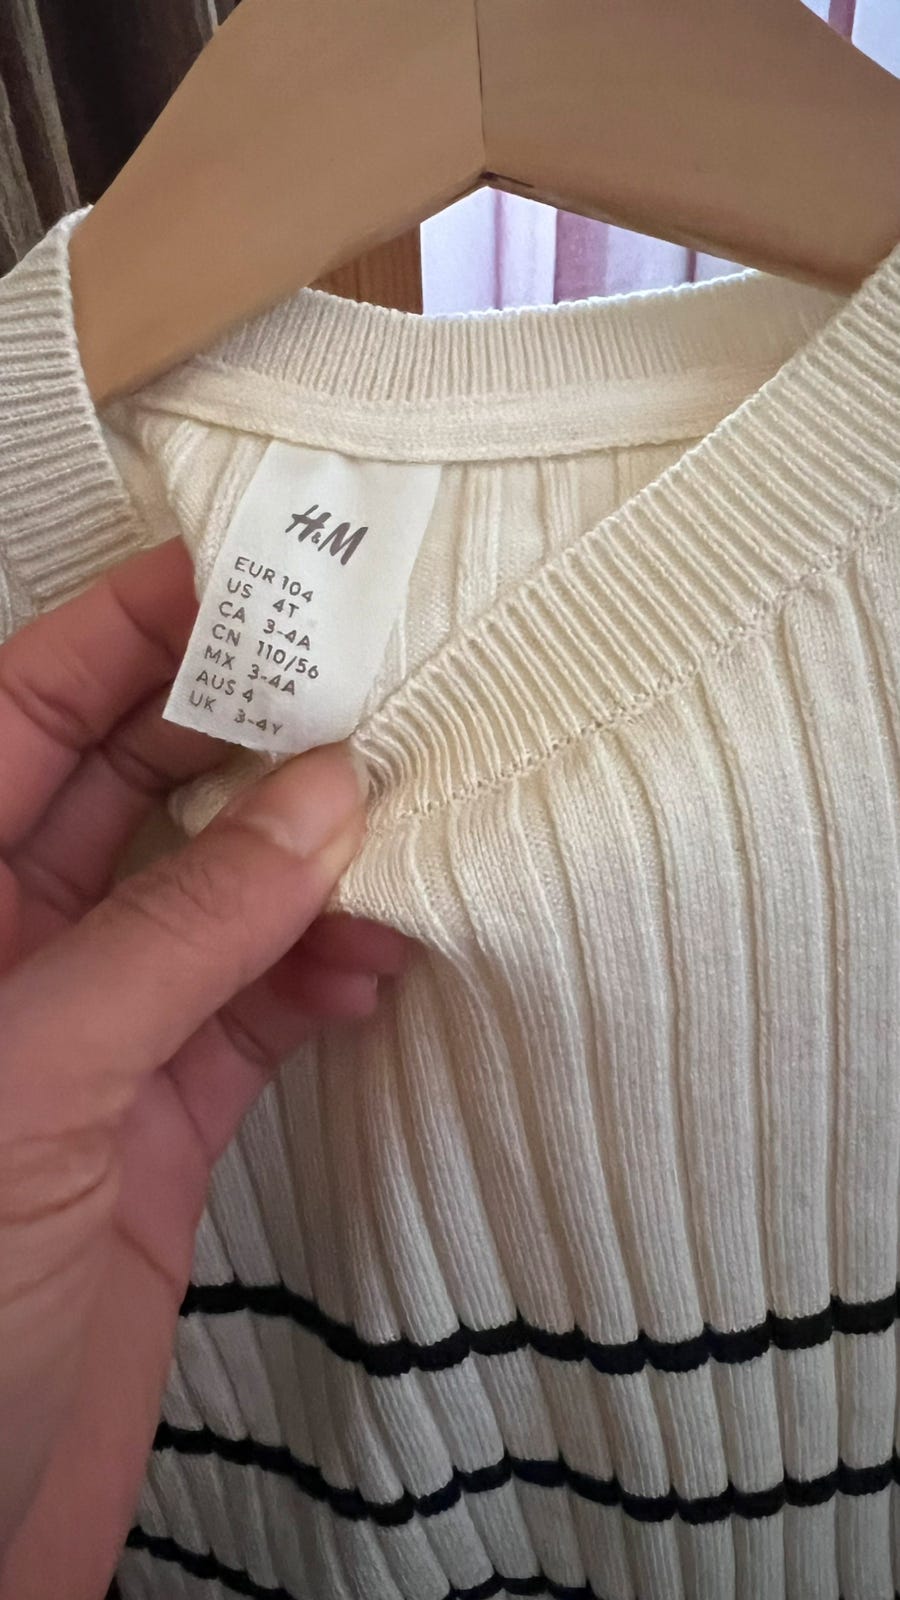 H&M
EUR 104
US 4T
CA 3-4A
CN 110/56
MX 3-4A
AUS 4
UK 3-4Y